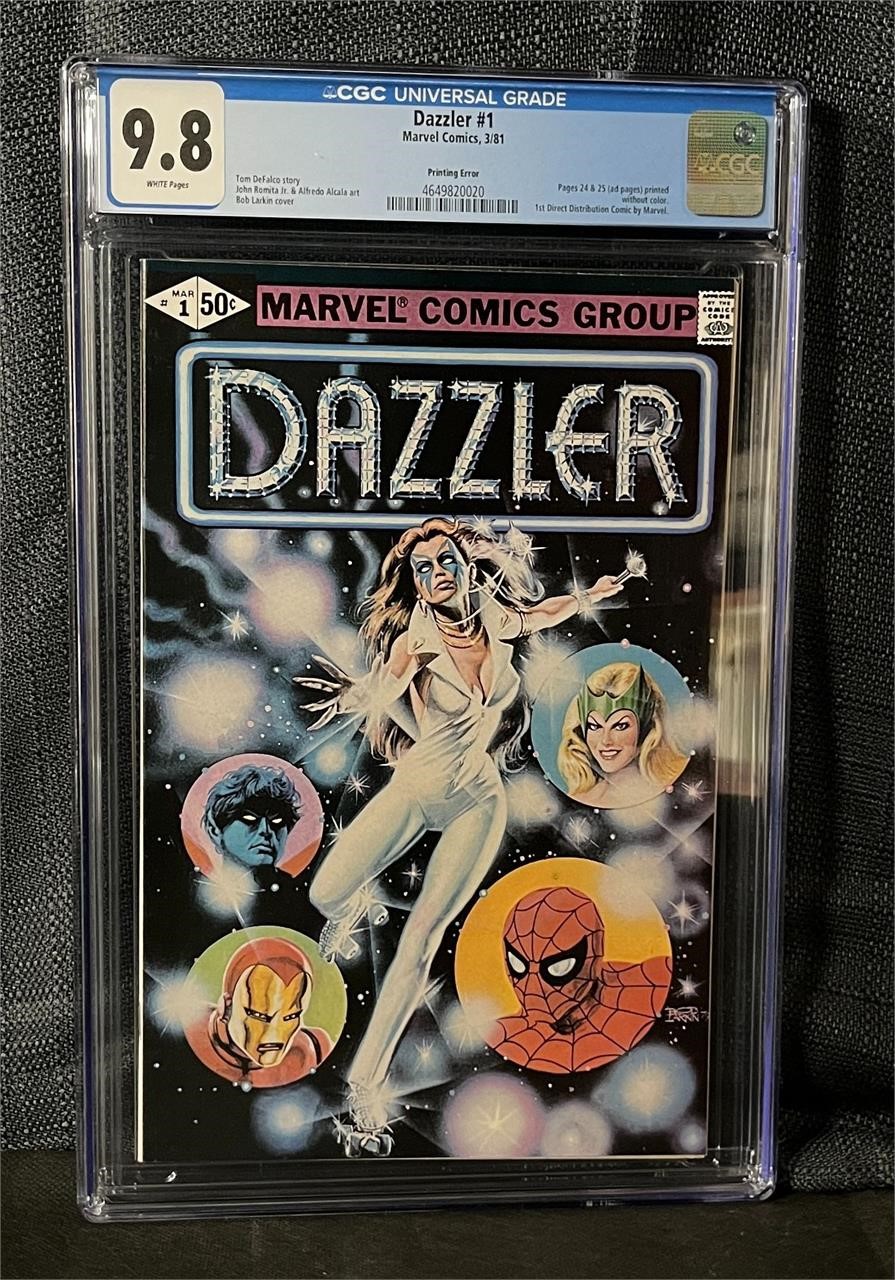 CGC UNIVERSAL GRADE
9.8
WHITE Pages
Dazzler #1
Marvel Comics, 3/81
Tom DeFalco story
John Romita Jr. & Alfredo Alcala art
Bob Larkin cover
Printing Error
4649820020
Pages 24 & 25 (ad pages) printed
without color.
1st Direct Distribution Comic by Marvel.
CGC
MAR
# 1
50¢
MARVEL® COMICS GROUP
APPROVED
BY THE
COMICS
CODE
AUTHORITY
DAZZLER